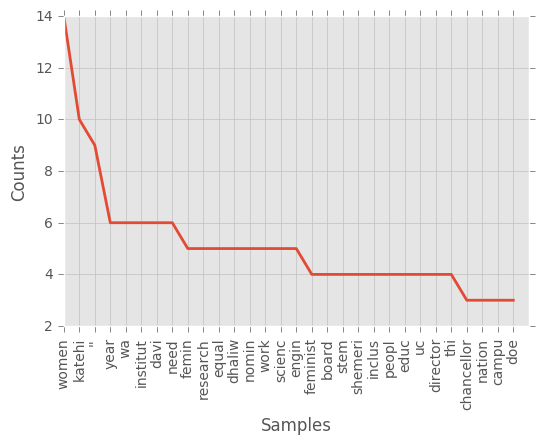 14
12
10
8
6
4
2
Counts
women
katehi
"
year
wa
institut
davi
need
femin
research
equal
dhaliw
nomin
work
scienc
engin
feminist
board
stem
shemeri
inclus
peopl
educ
uc
director
thi
chancellor
nation
campu
doe
Samples